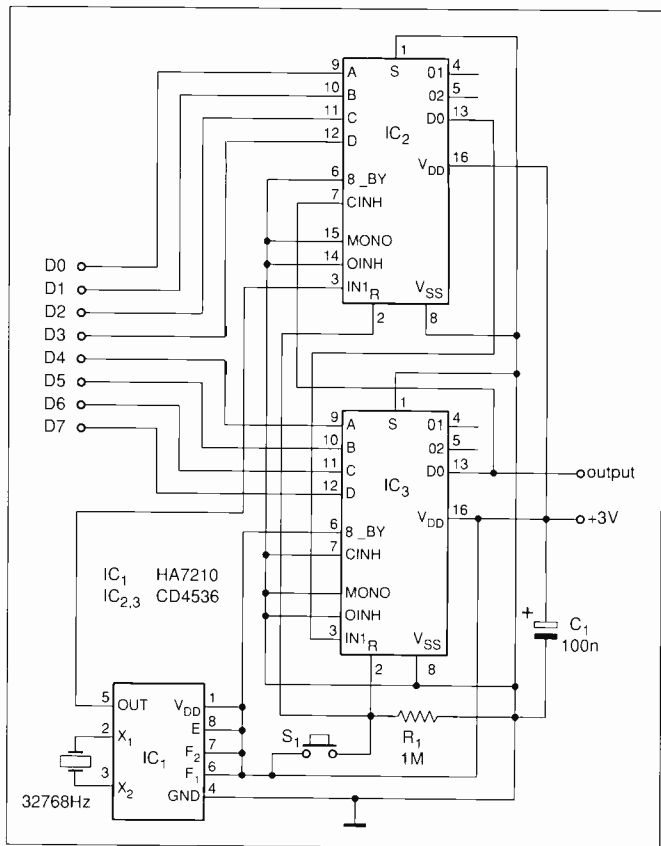 1
9 A S 01 4
10 B 02 5
11 C D0 13
12 D IC2
VDD 16
6 8_BY
7 CINH
15 MONO
14 OINH
3 IN1 R VSS
2 8
D0
D1
D2
D3
D4
D5
D6
D7
1
9 A S 01 4
10 B 02 5
11 C D0 13 output
12 D IC3
VDD 16 +3V
6 8_BY
7 CINH
MONO
OINH
3 IN1 R VSS
2 8
IC1 HA7210
IC2,3 CD4536
+ C1
100n
5 OUT VDD 1
E 8
2 X1 F2 7
IC1
3 X2 F1 6
GND 4
32768Hz
S1
R1
1M